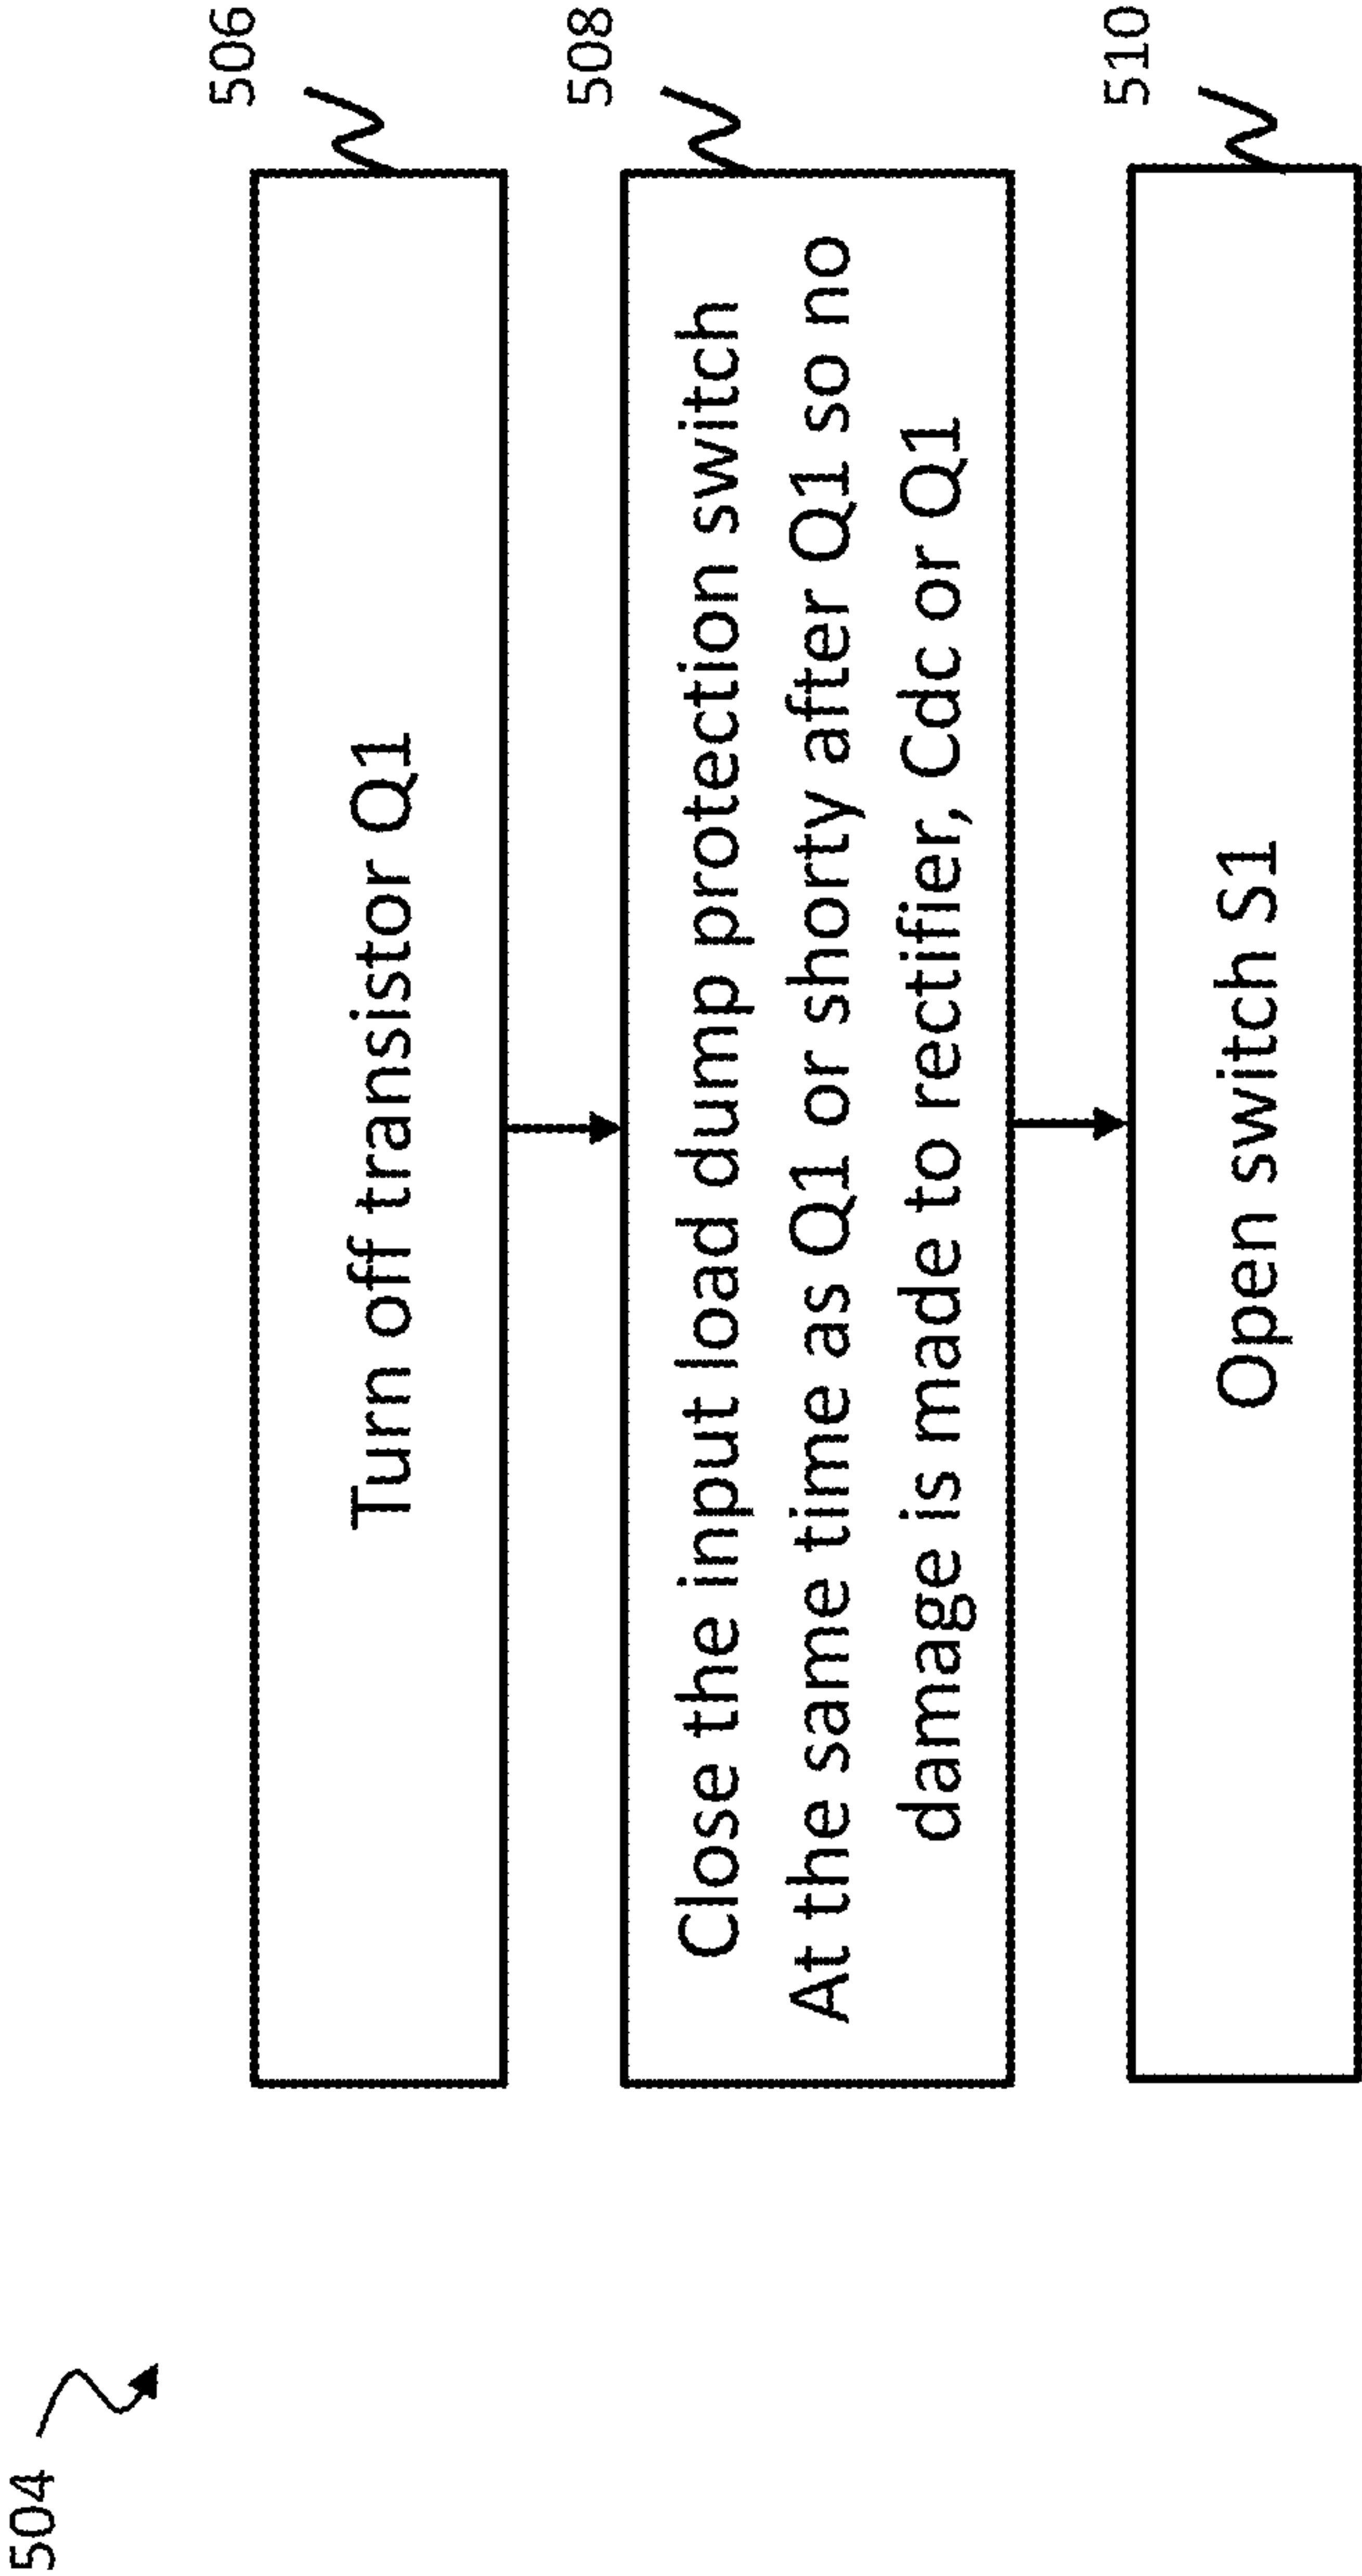 504
506
Turn off transistor Q1
508
Close the input load dump protection switch
At the same time as Q1 or shorty after Q1 so no
damage is made to rectifier, Cdc or Q1
510
Open switch S1